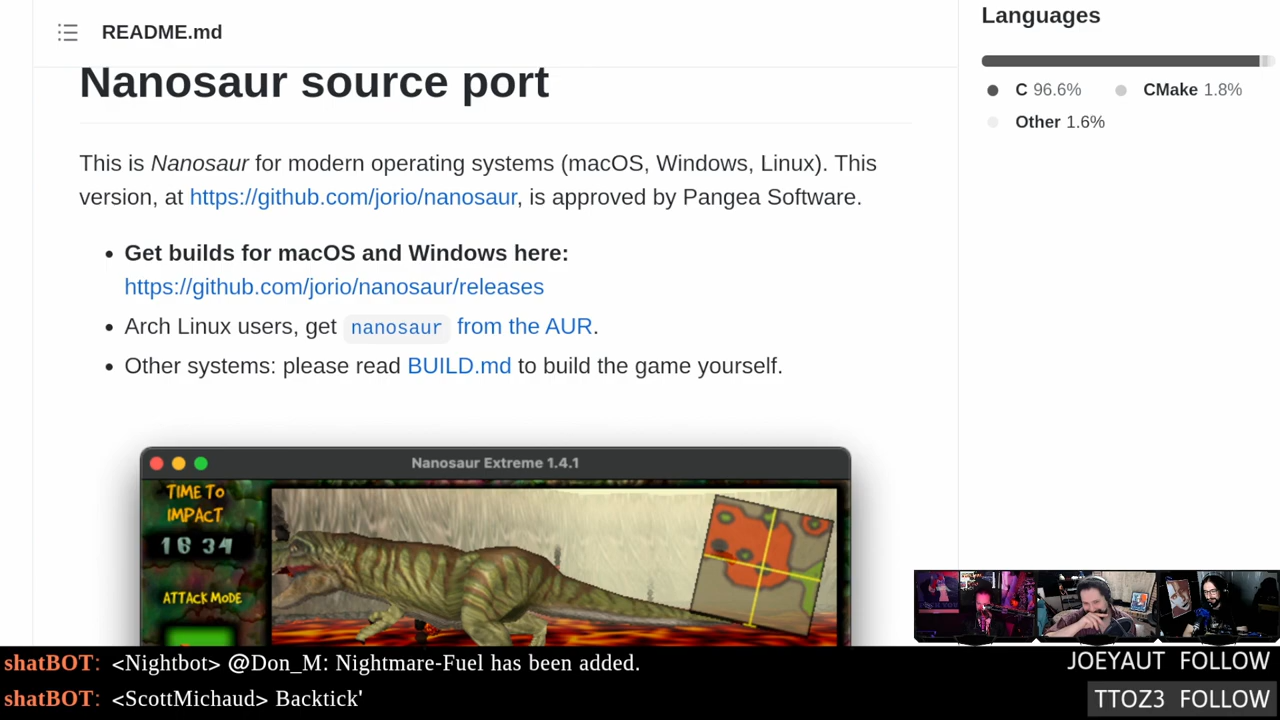 README.md
Nanosaur source port
This is Nanosaur for modern operating systems (macOS, Windows, Linux). This
version, at https://github.com/jorio/nanosaur, is approved by Pangea Software.
Get builds for macOS and Windows here:
https://github.com/jorio/nanosaur/releases
Arch Linux users, get nanosaur from the AUR.
Other systems: please read BUILD.md to build the game yourself.
Nanosaur Extreme 1.4.1
TIME TO
IMPACT
16 34
ATTACK MODE
Languages
C 96.6%
CMake 1.8%
Other 1.6%
shatBOT: <Nightbot> @Don_M: Nightmare-Fuel has been added.
shatBOT: <ScottMichaud> Backtick'
JOEYAUT FOLLOW
TTOZ3 FOLLOW